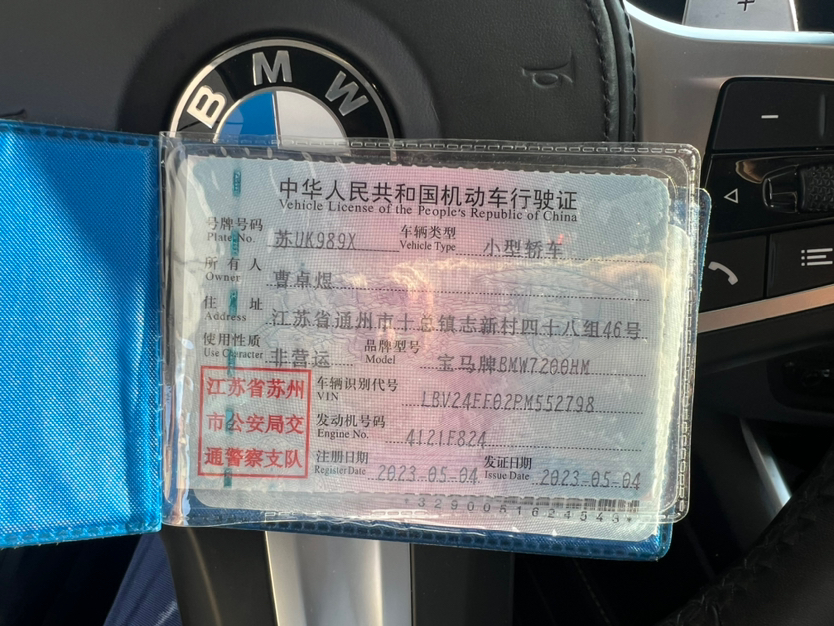 BMW
中华人民共和国机动车行驶证
Vehicle License of the People's Republic of China
号牌号码 苏UK989X 车辆类型 小型轿车
Plate No. Vehicle Type
所有人 曹卓煜
Owner
住址 江苏省通州市十总镇志新村四十八组46号
Address
使用性质 非营运 品牌型号 宝马牌BMW7200HM
Use Character Model
江苏省苏州
市公安局交
通警察支队
车辆识别代号 LBV24FF02PM552798
VIN
发动机号码 4121F824
Engine No.
注册日期 2023-05-04 发证日期 2023-05-04
Register Date Issue Date